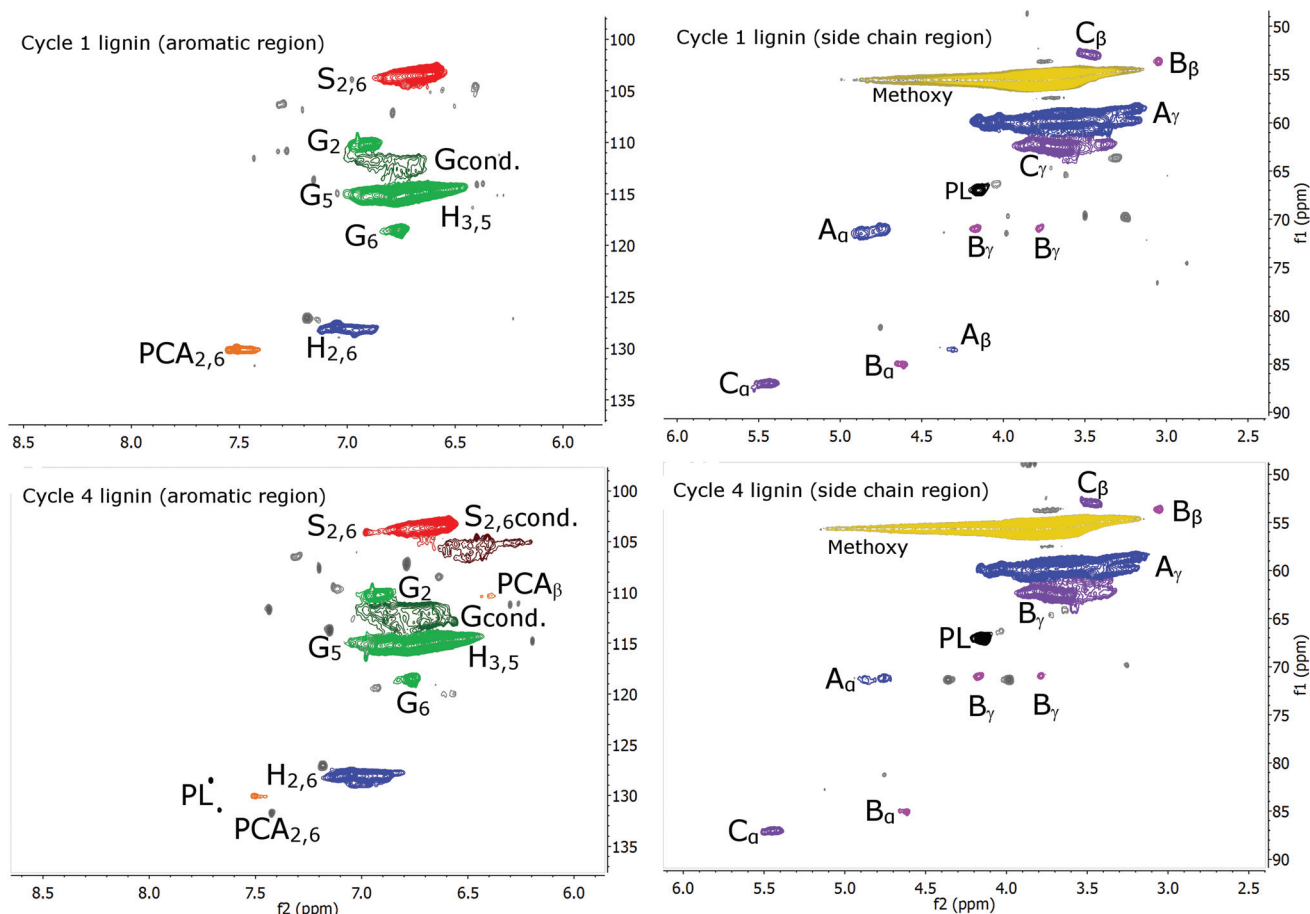 Cycle 1 lignin (aromatic region)
S2,6
G2
Gcond.
G5
H3,5
G6
PCA2,6
H2,6
100
105
110
115
120
125
130
135
8.5
8.0
7.5
7.0
6.5
6.0
Cycle 1 lignin (side chain region)
Cβ
Bβ
Methoxy
Aγ
Cγ
PL
Aα
Bγ
Bγ
Aβ
Bα
Cα
50
55
60
65
70
75
80
85
90
f1 (ppm)
6.0
5.5
5.0
4.5
4.0
3.5
3.0
2.5
Cycle 4 lignin (aromatic region)
S2,6
S2,6cond.
G2
PCAβ
Gcond.
G5
H3,5
G6
H2,6
PL
PCA2,6
100
105
110
115
120
125
130
135
8.5
8.0
7.5
7.0
6.5
6.0
f2 (ppm)
Cycle 4 lignin (side chain region)
Cβ
Bβ
Methoxy
Aγ
Bγ
PL
Aα
Bγ
Bγ
Bα
Cα
50
55
60
65
70
75
80
85
90
f1 (ppm)
6.0
5.5
5.0
4.5
4.0
3.5
3.0
2.5
f2 (ppm)